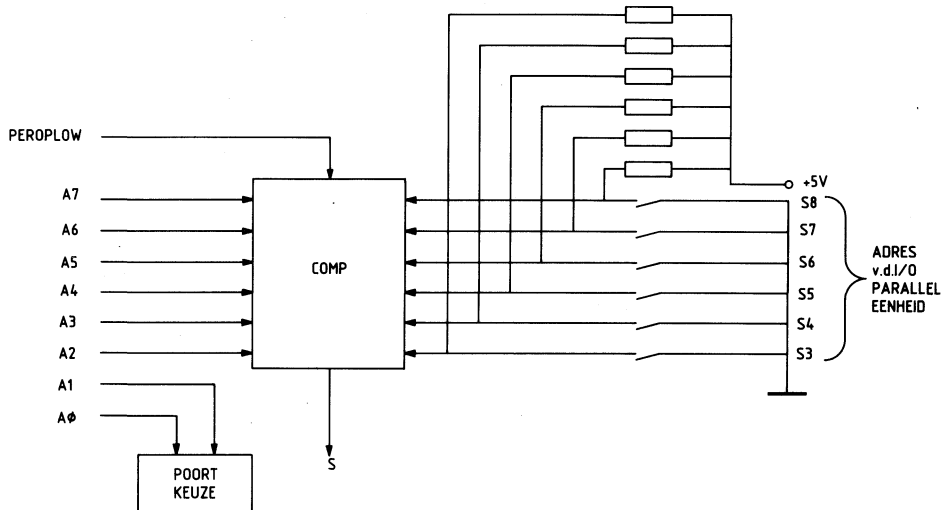 PEROPLOW
A7
A6
A5
A4
A3
A2
A1
AØ
COMP
S
POORT
KEUZE
+5V
S8
S7
S6
S5
S4
S3
ADRES
v.d.I/O
PARALLEL
EENHEID